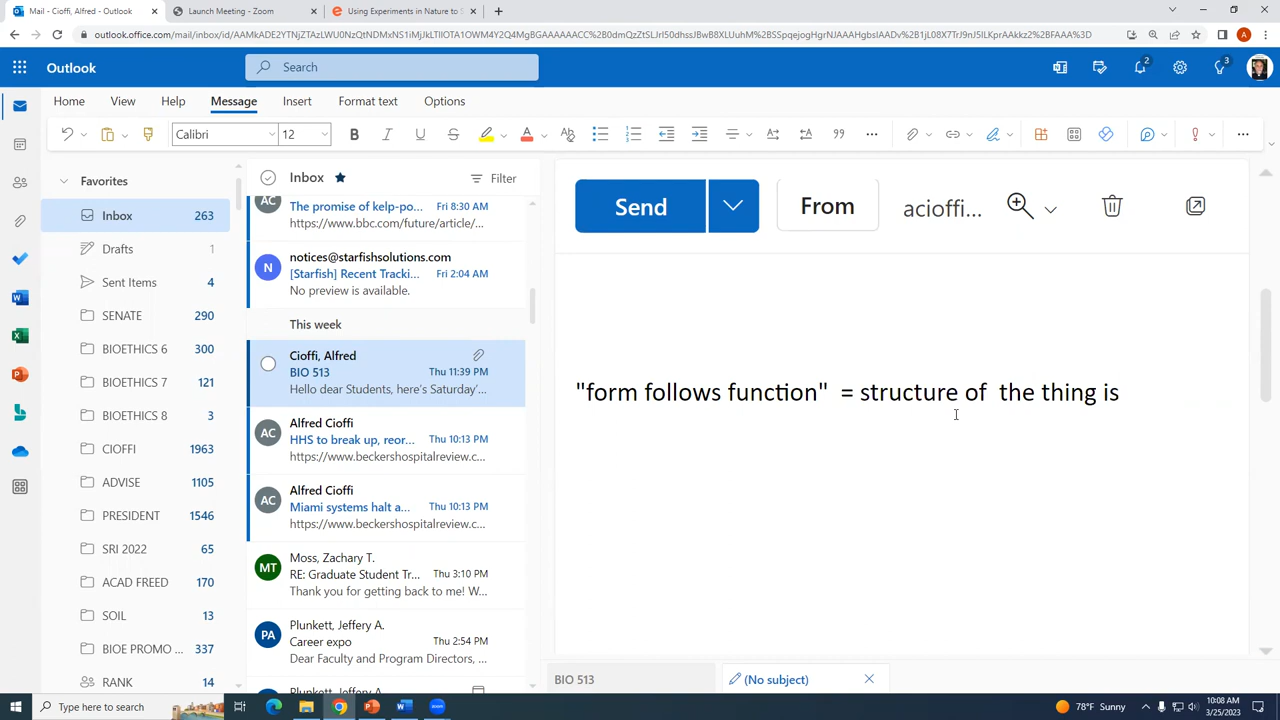 Mail - Cioffi, Alfred - Outlook
Launch Meeting - Zoom
Using Experiments in Nature to S
outlook.office.com/mail/inbox/id/AAMkADE2YTNjZTAzLWU0NzQtNDMxNS1iMjJkLTllOTA1OWM4Y2Q4MgBGAAAAAACC%2B0dmQzZtSLJrl50dhssJBwB8XLUuhM%2BSSpqejogHgrNJAAAHgbsIAADv%2B1jL08X7TrJ9nJ5lLKprAAkkz2%2BFAAA%3D
Outlook
Search
2
3
Home
View
Help
Message
Insert
Format text
Options
Calibri
12
Favorites
Inbox
Filter
Inbox 263
Drafts 1
Sent Items 4
SENATE 290
BIOETHICS 6 300
BIOETHICS 7 121
BIOETHICS 8 3
CIOFFI 1963
ADVISE 1105
PRESIDENT 1546
SRI 2022 65
ACAD FREED 170
SOIL 13
BIOE PROMO ... 337
RANK 14
AC
The promise of kelp-po... Fri 8:30 AM
https://www.bbc.com/future/article/...
N
notices@starfishsolutions.com
[Starfish] Recent Tracki... Fri 2:04 AM
No preview is available.
This week
Cioffi, Alfred
BIO 513 Thu 11:39 PM
Hello dear Students, here's Saturday'...
AC
Alfred Cioffi
HHS to break up, reor... Thu 10:13 PM
https://www.beckershospitalreview.c...
AC
Alfred Cioffi
Miami systems halt a... Thu 10:13 PM
https://www.beckershospitalreview.c...
MT
Moss, Zachary T.
RE: Graduate Student Tr... Thu 3:10 PM
Thank you for getting back to me! W...
PA
Plunkett, Jeffery A.
Career expo Thu 2:54 PM
Dear Faculty and Program Directors, ...
Plunkett, Jeffery A.
Send
From
acioffi...
"form follows function" = structure of the thing is
BIO 513
(No subject)
Type here to search
78°F Sunny
10:08 AM
3/25/2023